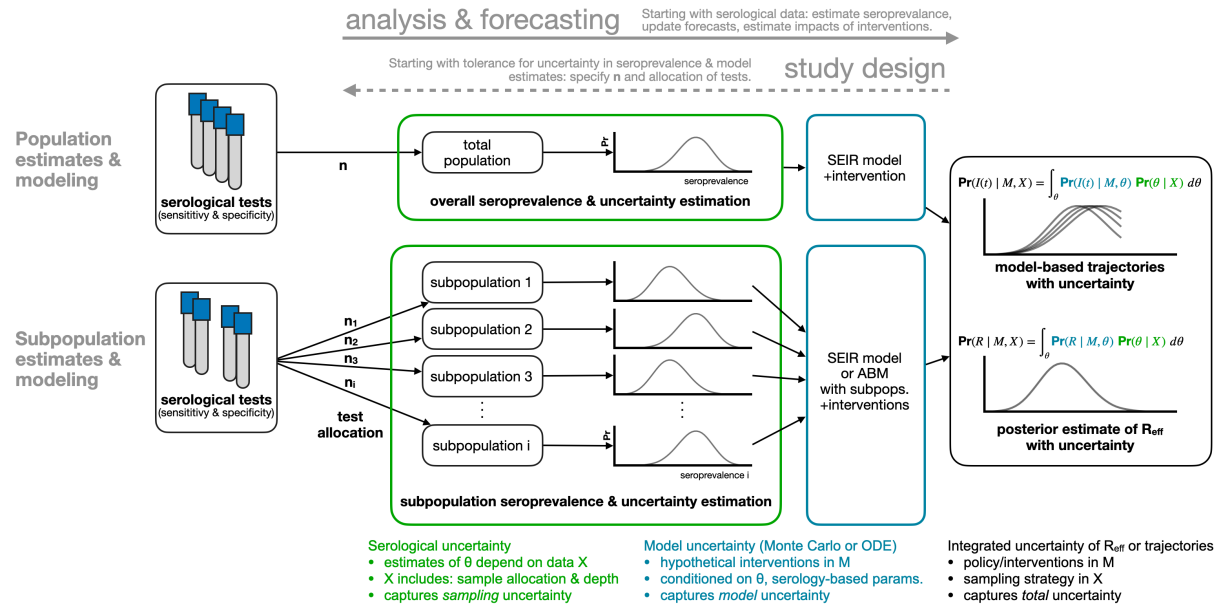 analysis & forecasting
Starting with serological data: estimate seroprevalance,
update forecasts, estimate impacts of interventions.
Starting with tolerance for uncertainty in seroprevalence & model
estimates: specify n and allocation of tests.
study design
Population
estimates &
modeling
serological tests
(sensititivy & specificity)
n
total
population
Pr
seroprevalence
overall seroprevalence & uncertainty estimation
SEIR model
+intervention
Subpopulation
estimates &
modeling
serological tests
(sensititivy & specificity)
n1
n2
n3
ni
test
allocation
subpopulation 1
subpopulation 2
subpopulation 3
⋮
⋮
subpopulation i
Pr
seroprevalence i
subpopulation seroprevalence & uncertainty estimation
SEIR model
or ABM
with subpops.
+interventions
Pr(I(t) | M, X) = ∫θ Pr(I(t) | M, θ) Pr(θ | X) dθ
model-based trajectories
with uncertainty
Pr(R | M, X) = ∫θ Pr(R | M, θ) Pr(θ | X) dθ
posterior estimate of Reff
with uncertainty
Serological uncertainty
• estimates of θ depend on data X
• X includes: sample allocation & depth
• captures sampling uncertainty
Model uncertainty (Monte Carlo or ODE)
• hypothetical interventions in M
• conditioned on θ, serology-based params.
• captures model uncertainty
Integrated uncertainty of Reff or trajectories
• policy/interventions in M
• sampling strategy in X
• captures total uncertainty